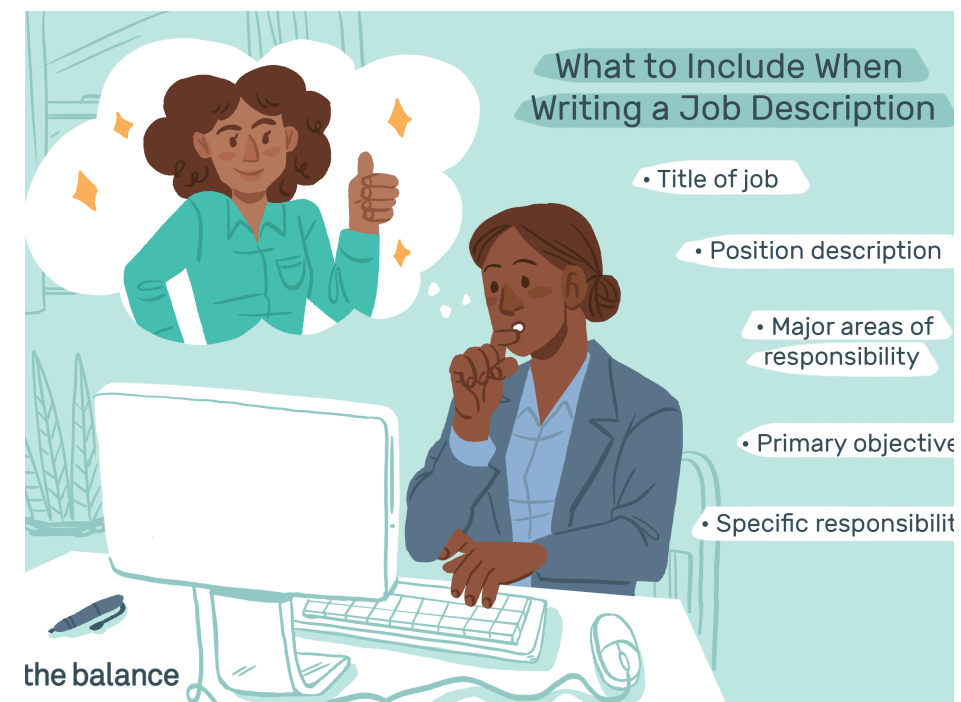 What to Include When
Writing a Job Description
• Title of job
• Position description
• Major areas of
responsibility
• Primary objective
• Specific responsibilit
the balance